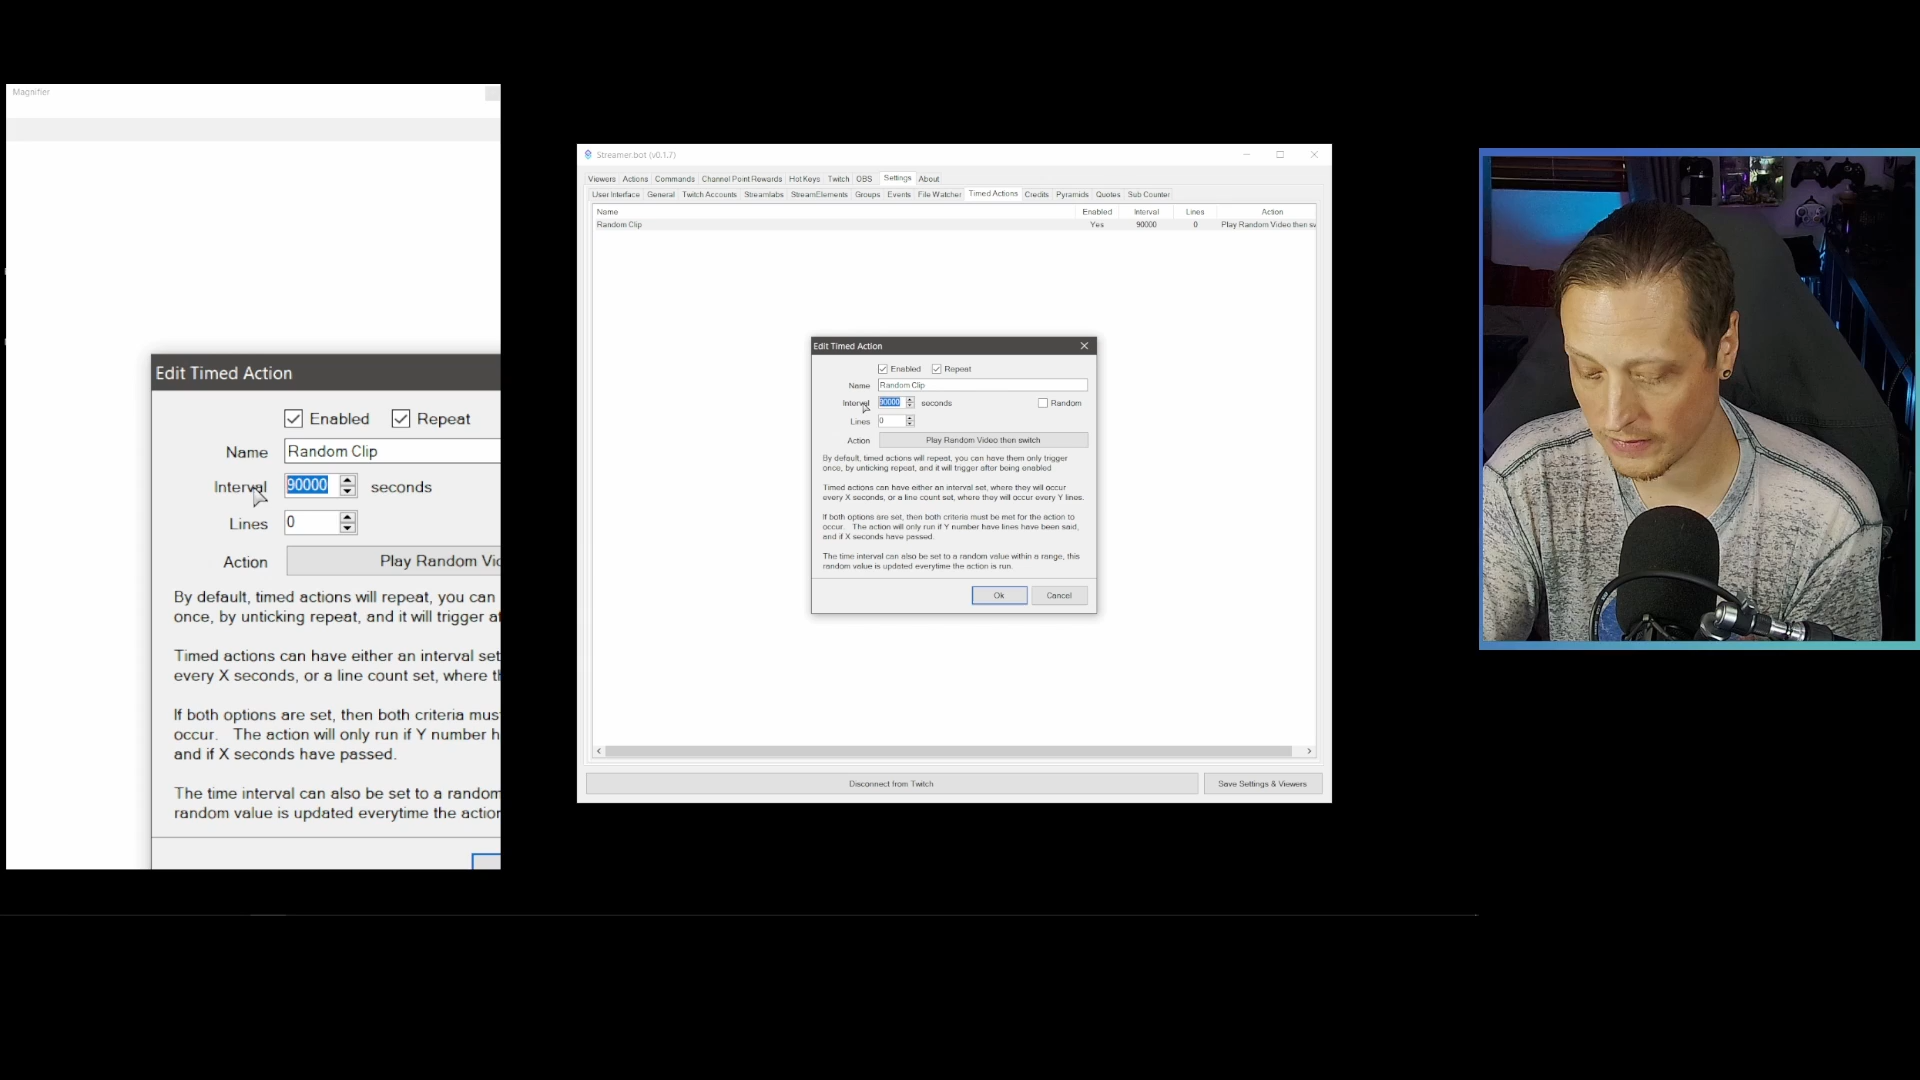 Magnifier
Edit Timed Action
Enabled Repeat
Name Random Clip
Interval 90000 seconds
Lines 0
Action Play Random Vic
By default, timed actions will repeat, you can
once, by unticking repeat, and it will trigger a
Timed actions can have either an interval set
every X seconds, or a line count set, where t
If both options are set, then both criteria mus
occur. The action will only run if Y number h
and if X seconds have passed.
The time interval can also be set to a random
random value is updated everytime the action
Streamer.bot (v0.1.7)
Viewers Actions Commands Channel Point Rewards Hot Keys Twitch OBS Settings About
User Interface General Twitch Accounts Streamlabs StreamElements Groups Events File Watcher Timed Actions Credits Pyramids Quotes Sub Counter
Name Enabled Interval Lines Action
Random Clip Yes 90000 0 Play Random Video then sw
Edit Timed Action
Enabled Repeat
Name Random Clip
Interval 90000 seconds Random
Lines 0
Action Play Random Video then switch
By default, timed actions will repeat, you can have them only trigger
once, by unticking repeat, and it will trigger after being enabled
Timed actions can have either an interval set, where they will occur
every X seconds, or a line count set, where they will occur every Y lines.
If both options are set, then both criteria must be met for the action to
occur. The action will only run if Y number have lines have been said,
and if X seconds have passed.
The time interval can also be set to a random value within a range, this
random value is updated everytime the action is run.
Ok Cancel
Disconnect from Twitch Save Settings & Viewers